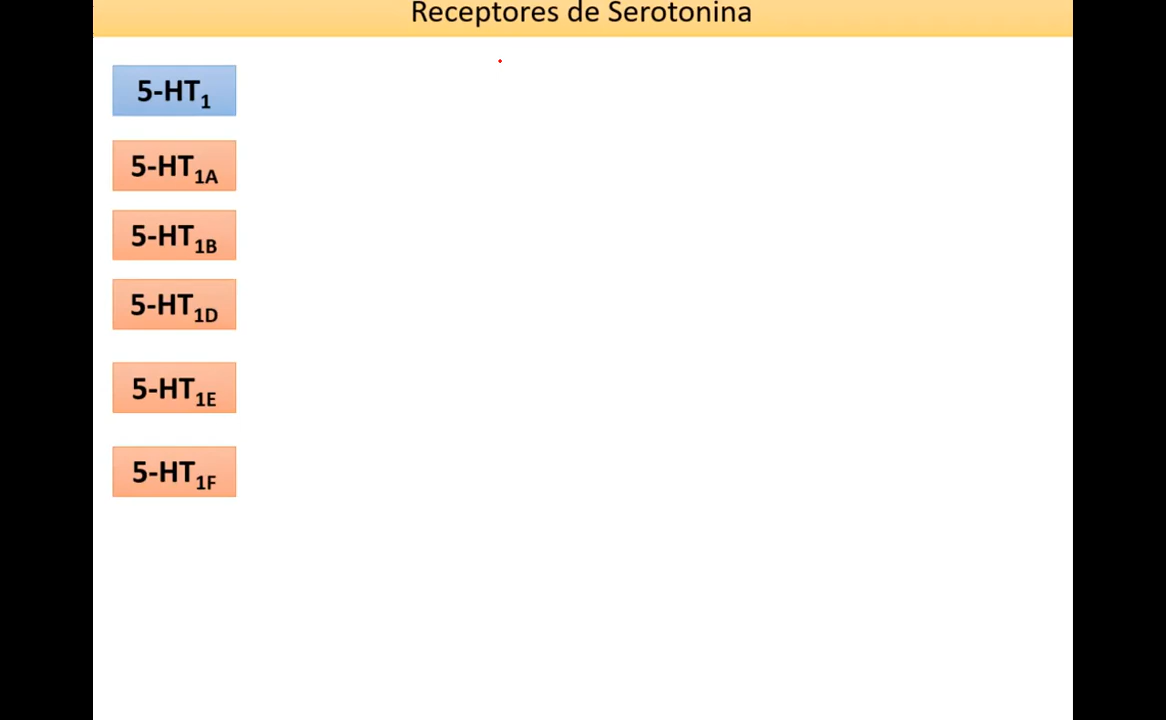 Receptores de Serotonina
5-HT1
5-HT1A
5-HT1B
5-HT1D
5-HT1E
5-HT1F